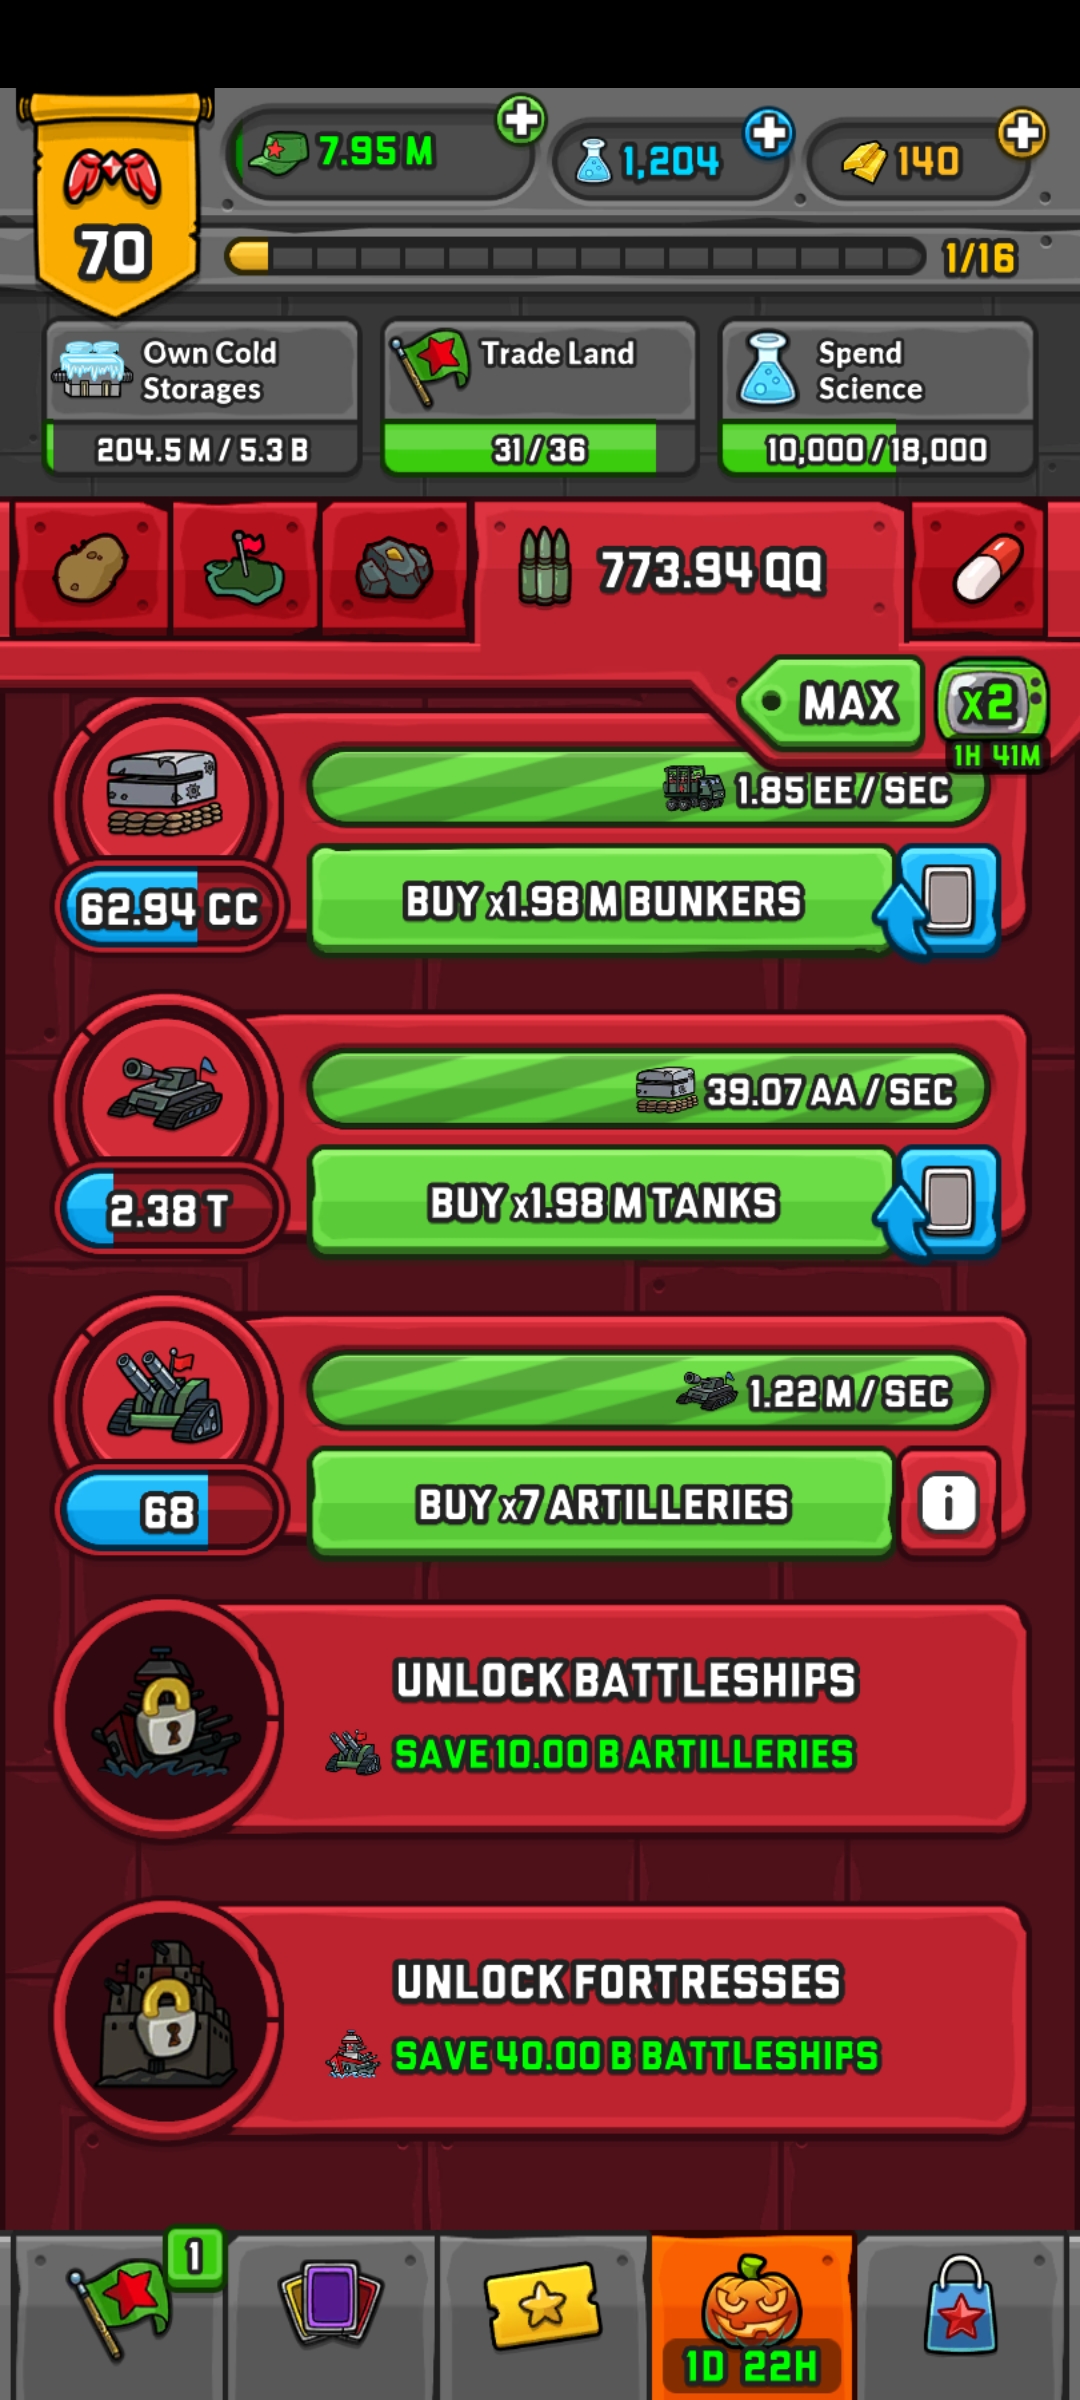 7.95 M
1,204
140
70
1/16
Own Cold
Storages
Trade Land
Spend
Science
204.5 M / 5.3 B
31 / 36
10,000 / 18,000
773.94 QQ
MAX
x2
1H 41M
1.85 EE / SEC
62.94 CC
BUY x1.98 M BUNKERS
39.07 AA / SEC
2.38 T
BUY x1.98 M TANKS
1.22 M / SEC
68
BUY x7 ARTILLERIES
i
UNLOCK BATTLESHIPS
SAVE 10.00 B ARTILLERIES
UNLOCK FORTRESSES
SAVE 40.00 B BATTLESHIPS
1
1D 22H